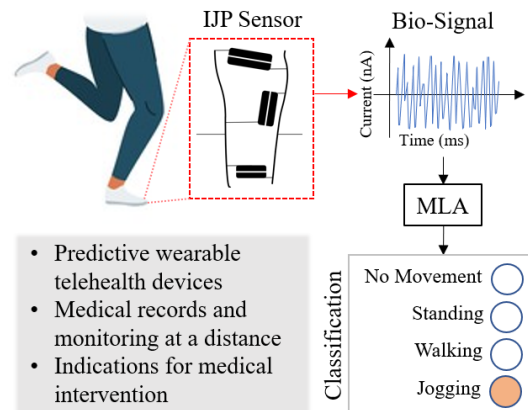 IJP Sensor
Bio-Signal
Current (nA)
Time (ms)
MLA
Classification
No Movement
Standing
Walking
Jogging
• Predictive wearable
telehealth devices
• Medical records and
monitoring at a distance
• Indications for medical
intervention